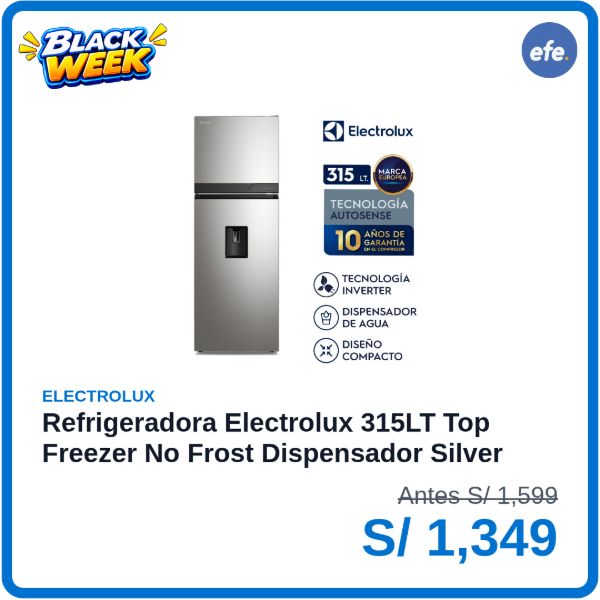 BLACK
WEEK
efe.
Electrolux
315 LT.
MARCA
EUROPEA
TECNOLOGÍA
AUTOSENSE
10 AÑOS DE
GARANTÍA
EN EL COMPRESOR
TECNOLOGÍA
INVERTER
DISPENSADOR
DE AGUA
DISEÑO
COMPACTO
ELECTROLUX
Refrigeradora Electrolux 315LT Top
Freezer No Frost Dispensador Silver
Antes S/ 1,599
S/ 1,349